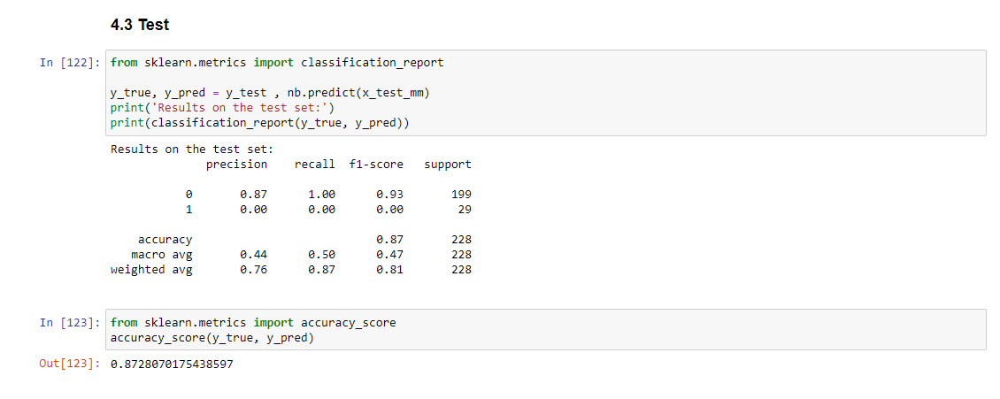 4.3 Test
In [122]: from sklearn.metrics import classification_report
y_true, y_pred = y_test , nb.predict(x_test_mm)
print('Results on the test set:')
print(classification_report(y_true, y_pred))
Results on the test set:
precision recall f1-score support
0 0.87 1.00 0.93 199
1 0.00 0.00 0.00 29
accuracy 0.87 228
macro avg 0.44 0.50 0.47 228
weighted avg 0.76 0.87 0.81 228
In [123]: from sklearn.metrics import accuracy_score
accuracy_score(y_true, y_pred)
Out[123]: 0.8728070175438597